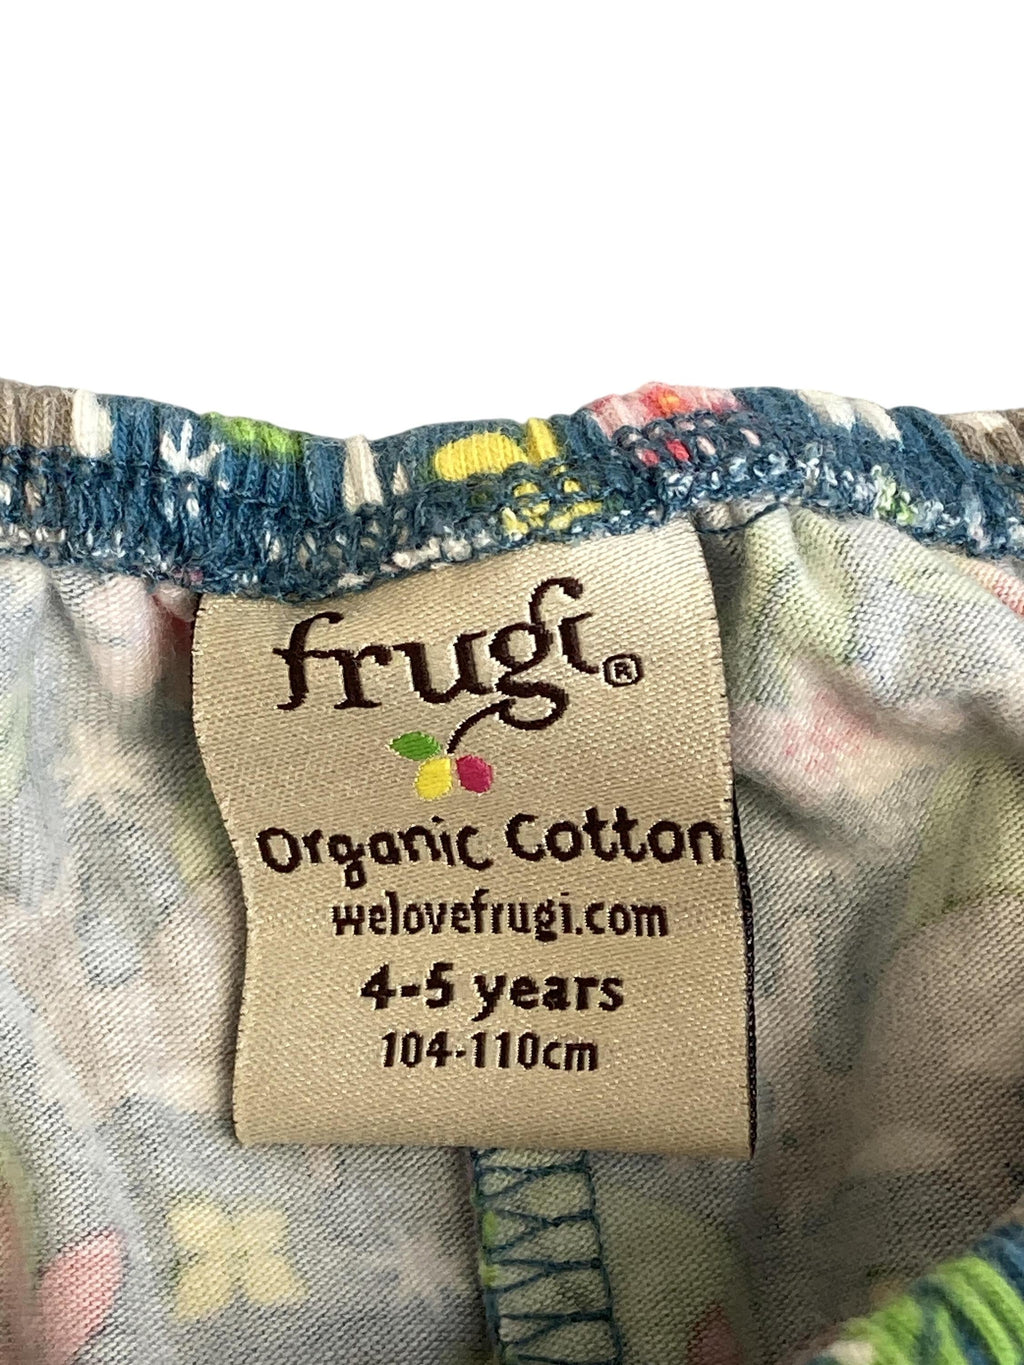 frugi®
Organic Cotton
welovefrugi.com
4-5 years
104-110cm